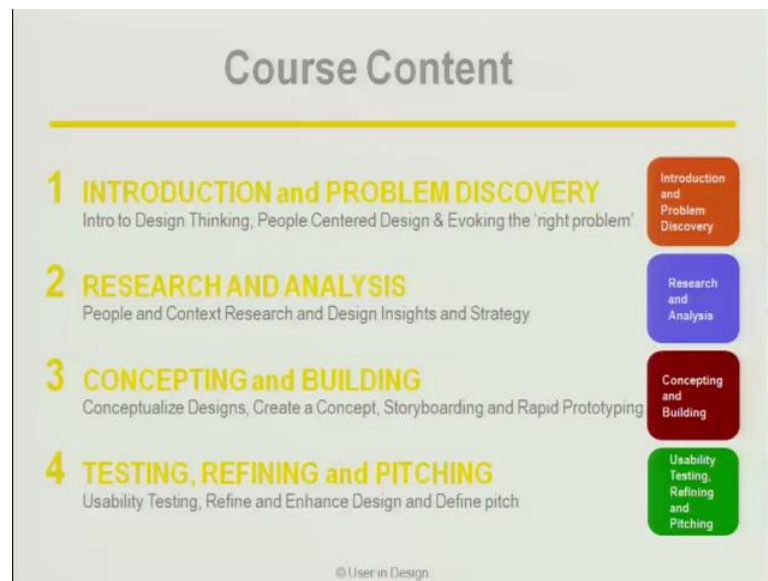 Course Content
1 INTRODUCTION and PROBLEM DISCOVERY
Intro to Design Thinking, People Centered Design & Evoking the 'right problem'
Introduction
and
Problem
Discovery
2 RESEARCH AND ANALYSIS
People and Context Research and Design Insights and Strategy
Research
and
Analysis
3 CONCEPTING and BUILDING
Conceptualize Designs, Create a Concept, Storyboarding and Rapid Prototyping
Concepting
and
Building
4 TESTING, REFINING and PITCHING
Usability Testing, Refine and Enhance Design and Define pitch
Usability
Testing,
Refining
and
Pitching
© User in Design